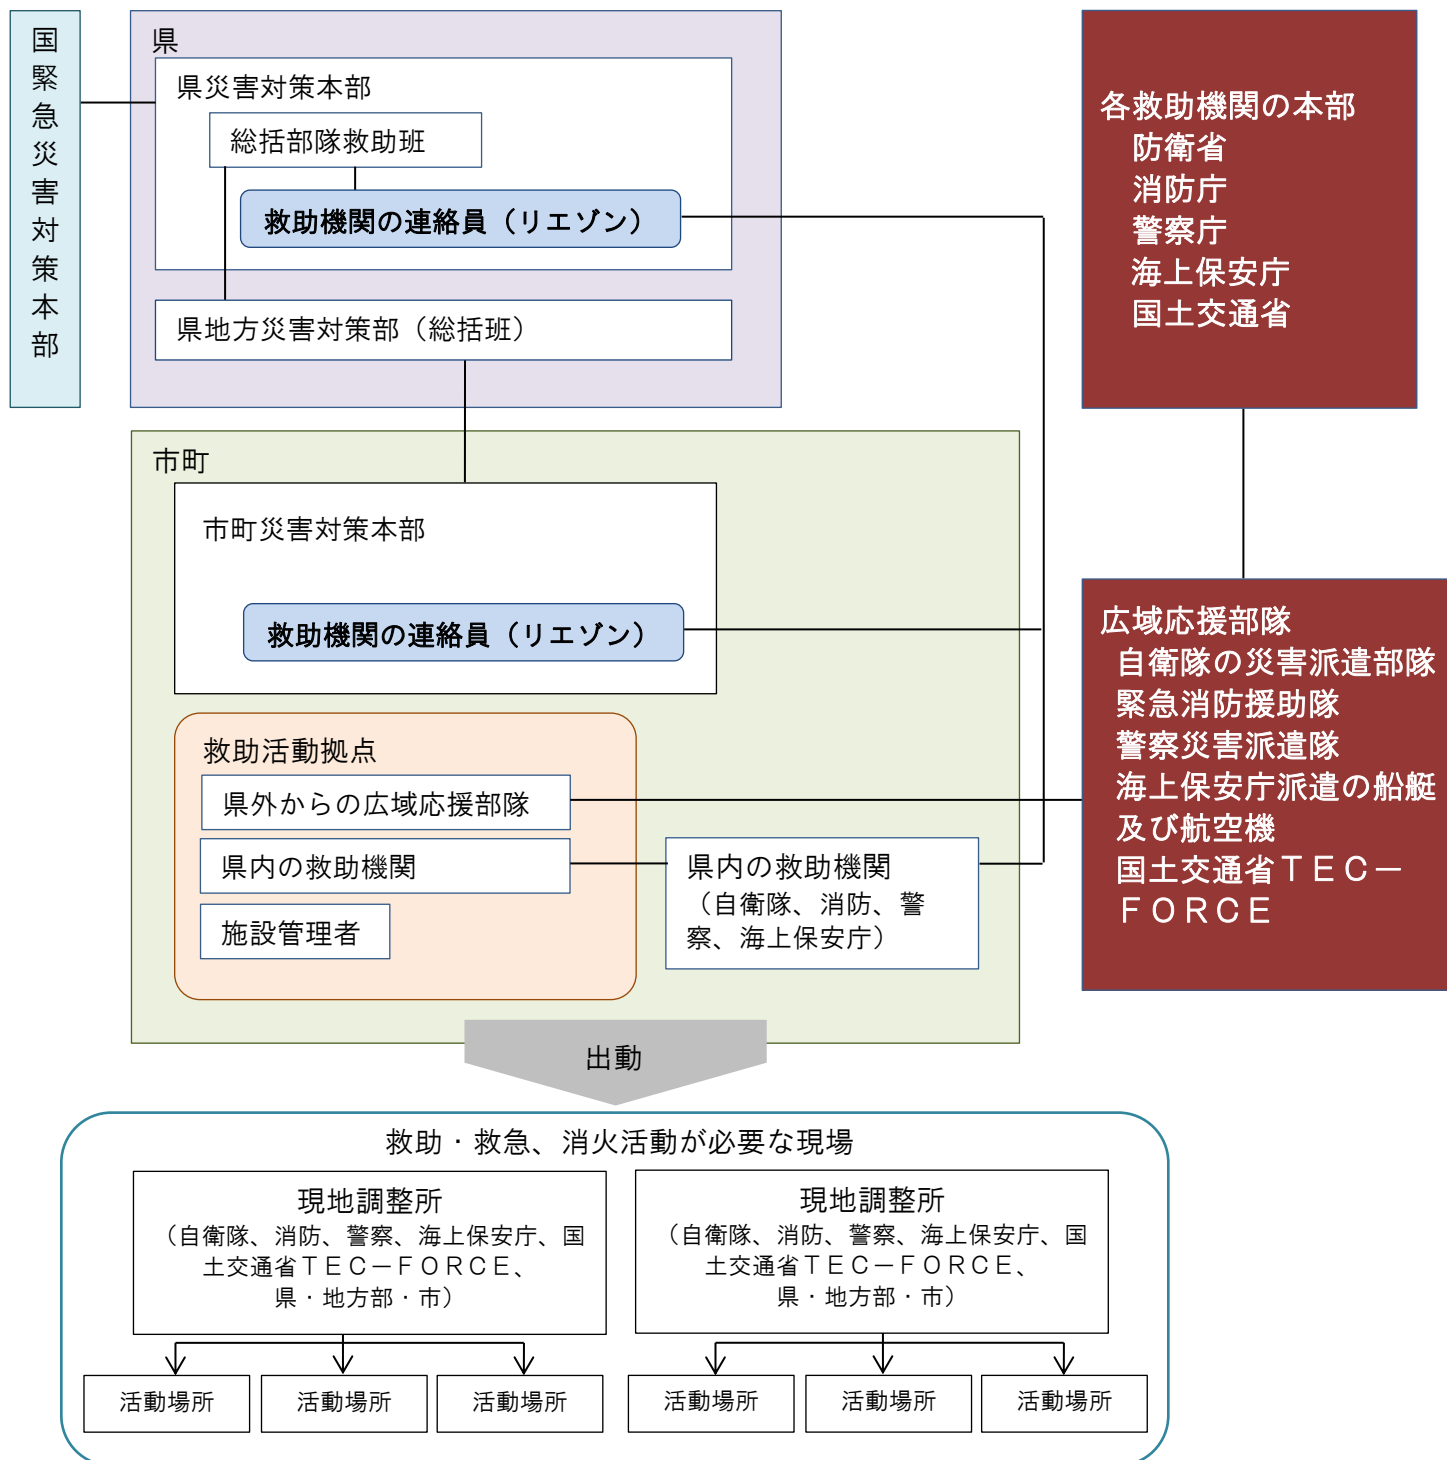 国緊急災害対策本部
県
県災害対策本部
総括部隊救助班
救助機関の連絡員（リエゾン）
県地方災害対策部（総括班）
各救助機関の本部
防衛省
消防庁
警察庁
海上保安庁
国土交通省
市町
市町災害対策本部
救助機関の連絡員（リエゾン）
救助活動拠点
県外からの広域応援部隊
県内の救助機関
施設管理者
県内の救助機関
（自衛隊、消防、警
察、海上保安庁）
広域応援部隊
自衛隊の災害派遣部隊
緊急消防援助隊
警察災害派遣隊
海上保安庁派遣の船艇
及び航空機
国土交通省ＴＥＣ－
ＦＯＲＣＥ
出動
救助・救急、消火活動が必要な現場
現地調整所
（自衛隊、消防、警察、海上保安庁、国
土交通省ＴＥＣ－ＦＯＲＣＥ、
県・地方部・市）
現地調整所
（自衛隊、消防、警察、海上保安庁、国
土交通省ＴＥＣ－ＦＯＲＣＥ、
県・地方部・市）
活動場所
活動場所
活動場所
活動場所
活動場所
活動場所